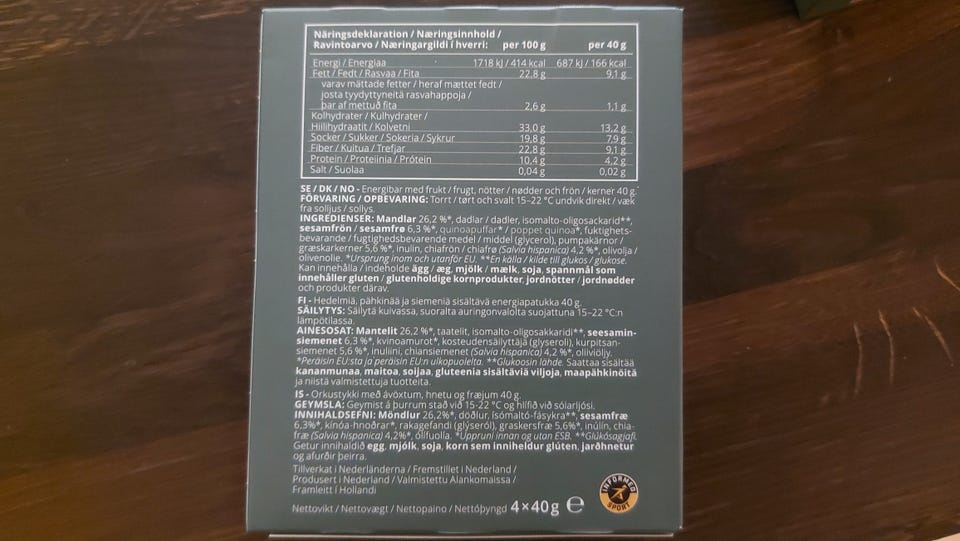 Näringsdeklaration / Næringsinnhold /
Ravintoarvo / Næringargildi í hverri: per 100 g per 40 g
Energi / Energiaa 1718 kJ / 414 kcal 687 kJ / 166 kcal
Fett / Fedt / Rasvaa / Fita 22,8 g 9,1 g
varav mättade fetter / heraf mættet fedt /
josta tyydyttyneitä rasvahappoja /
þar af mettuð fita 2,6 g 1,1 g
Kolhydrater / Kulhydrater /
Hiilihydraatit / Kolvetni 33,0 g 13,2 g
Socker / Sukker / Sokeria / Sykrur 19,8 g 7,9 g
Fiber / Kuitua / Trefjar 22,8 g 9,1 g
Protein / Proteiinia / Prótein 10,4 g 4,2 g
Salt / Suolaa 0,04 g 0,02 g
SE / DK / NO - Energibar med frukt / frugt, nötter / nødder och frön / kerner 40 g.
FÖRVARING / OPBEVARING: Torrt / tørt och svalt 15–22 °C undvik direkt / væk
fra solljus / sollys.
INGREDIENSER: Mandlar 26,2 %*, dadlar / dadler, isomalto-oligosackarid**,
sesamfrön / sesamfrø 6,3 %*, quinoapuffar* / poppet quinoa*, fuktighets-
bevarande / fugtighedsbevarende medel / middel (glycerol), pumpakärnor /
græskarkerner 5,6 %*, inulin, chiafrön / chiafrø (Salvia hispanica) 4,2 %*, olivolja /
olivenolie. *Ursprung inom och utanför EU. **En källa / kilde till glukos / glukose.
Kan innehålla / indeholde ägg / æg, mjölk / mælk, soja, spannmål som
innehåller gluten / glutenholdige kornprodukter, jordnötter / jordnødder
och produkter därav.
FI - Hedelmiä, pähkinää ja siemeniä sisältävä energiapatukka 40 g.
SÄILYTYS: Säilytä kuivassa, suoralta auringonvalolta suojattuna 15–22 °C:n
lämpötilassa.
AINESOSAT: Mantelit 26,2 %*, taatelit, isomalto-oligosakkaridi**, seesamin-
siemenet 6,3 %*, kvinoamurot*, kosteudensäilyttäjä (glyseroli), kurpitsan-
siemenet 5,6 %*, inuliini, chiansiemenet (Salvia hispanica) 4,2 %*, oliiviöljy.
*Peräisin EU:sta ja peräisin EU:n ulkopuolelta. **Glukoosin lähde. Saattaa sisältää
kananmunaa, maitoa, soijaa, gluteenia sisältäviä viljoja, maapähkinöitä
ja niistä valmistettuja tuotteita.
IS - Orkustykki með ávöxtum, hnetu og fræjum 40 g.
GEYMSLA: Geymist á þurrum stað við 15-22 °C og hlífið við sólarljósi.
INNIHALDSEFNI: Möndlur 26,2%*, döðlur, ísómaltó-fásykra**, sesamfræ
6,3%*, kínóa-hnoðrar*, rakagefandi (glýseról), graskersfræ 5,6%*, inúlín, chia-
fræ (Salvia hispanica) 4,2%*, ólífuolía. *Uppruni innan og utan ESB. **Glúkósagjafi.
Getur innihaldið egg, mjólk, soja, korn sem inniheldur glúten, jarðhnetur
og afurðir þeirra.
Tillverkat i Nederländerna / Fremstillet i Nederland /
Produsert i Nederland / Valmistettu Alankomaissa /
Framleitt í Hollandi
Nettovikt / Nettovægt / Nettopaino / Nettóþyngd 4×40g e
INFORMED
SPORT